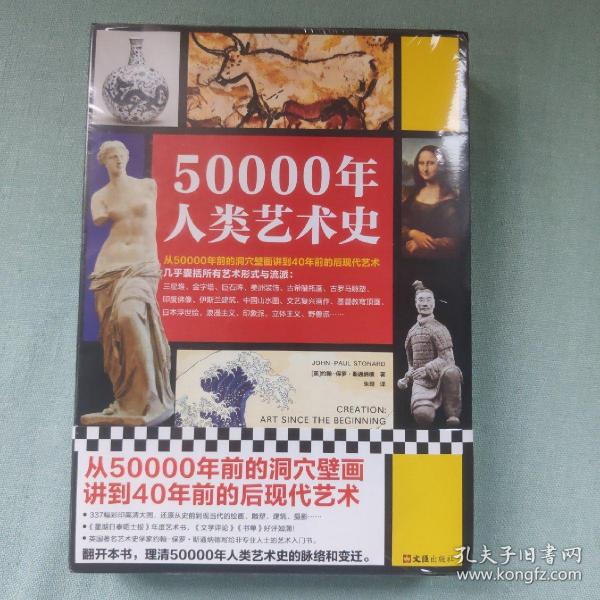 50000年
人类艺术史
从50000年前的洞穴壁画讲到40年前的后现代艺术
几乎囊括所有艺术形式与流派：
三星堆、金字塔、巨石阵、美洲装饰、古希腊陶器、古罗马雕塑、
印度佛像、伊斯兰建筑、中国山水画、文艺复兴画作、基督教穹顶画、
日本浮世绘、浪漫主义、印象派、立体主义、野兽派……
JOHN-PAUL STONARD
[英]约翰-保罗·斯通纳德 著
张穆 译
CREATION:
ART SINCE THE BEGINNING
从50000年前的洞穴壁画
讲到40年前的后现代艺术
● 337幅彩印高清大图，还原从史前到现当代的绘画、雕塑、建筑、摄影……
● 《星期日泰晤士报》年度艺术书，《文学评论》《书单》好评如潮！
● 英国著名艺术史学家约翰-保罗·斯通纳德写给非专业人士的艺术入门书。
翻开本书，理清50000年人类艺术史的脉络和变迁。
文汇出版社
孔夫子旧书网
www.kongfz.com